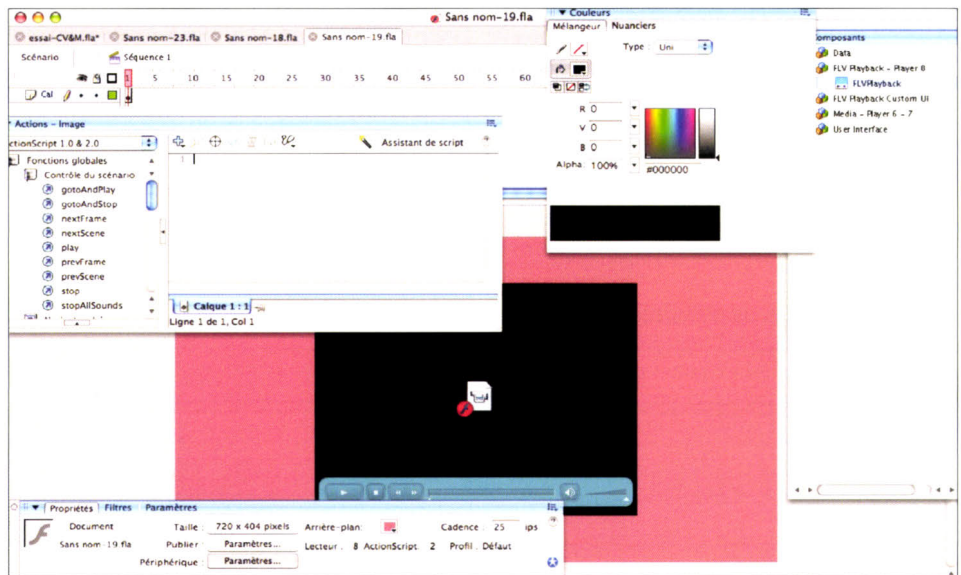 Sans nom-19.fla
essai-CV&M.fla*
Sans nom-23.fla
Sans nom-18.fla
Sans nom-19.fla
Scénario
Séquence 1
1 5 10 15 20 25 30 35 40 45 50 55 60
Cal
Actions - Image
ctionScript 1.0 & 2.0
Assistant de script
Fonctions globales
Contrôle du scénario
gotoAndPlay
gotoAndStop
nextFrame
nextScene
play
prevFrame
prevScene
stop
stopAllSounds
1
Calque 1 : 1
Ligne 1 de 1, Col 1
Couleurs
Mélangeur
Nuanciers
Type : Uni
R 0
V 0
B 0
Alpha: 100%
#000000
omposants
Data
FLV Playback - Player 8
FLVPlayback
FLV Playback Custom UI
Media - Player 6 - 7
User Interface
Propriétés
Filtres
Paramètres
Document
Taille : 720 x 404 pixels
Arrière-plan:
Cadence : 25 ips
Sans nom-19.fla
Publier : Paramètres...
Lecteur : 8 ActionScript : 2 Profil : Défaut
Périphérique : Paramètres...